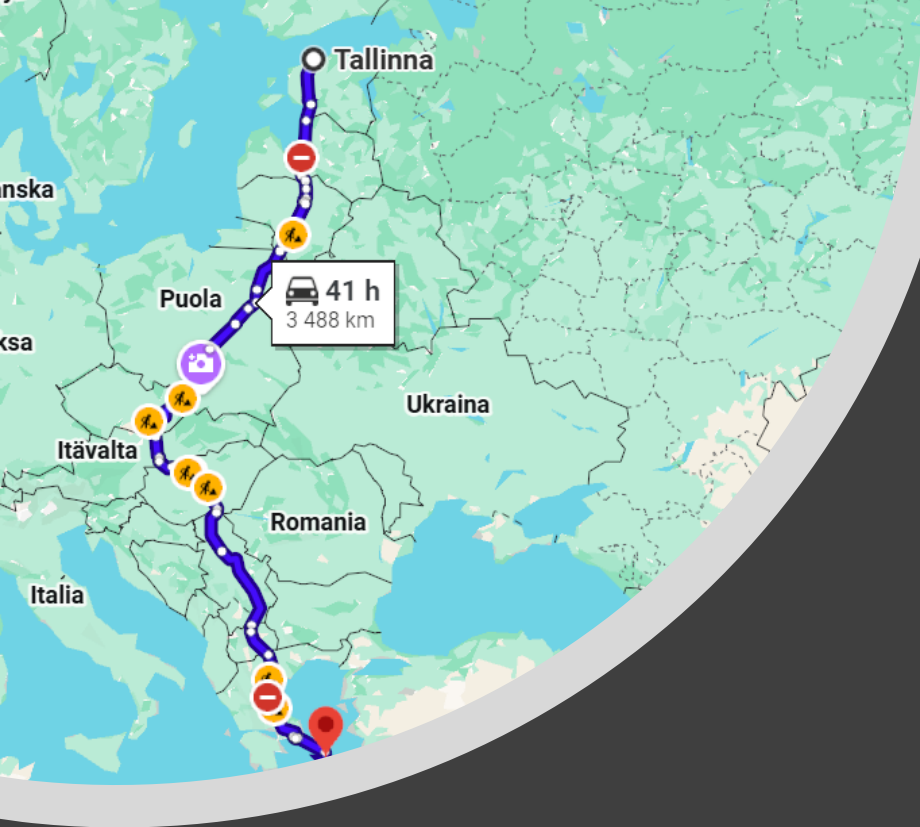 Tallinna
anska
Puola
41 h
3 488 km
ksa
Ukraina
Itävalta
Romania
Italia